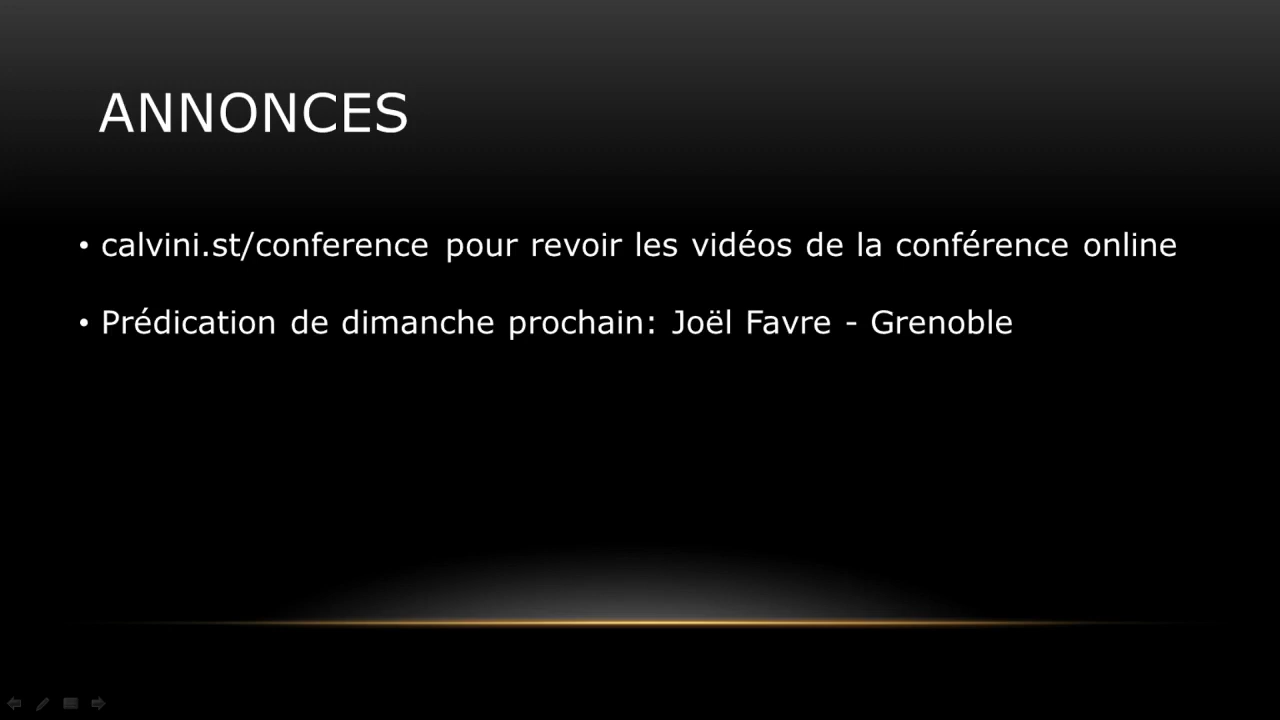 ANNONCES
• calvini.st/conference pour revoir les vidéos de la conférence online
• Prédication de dimanche prochain: Joël Favre - Grenoble